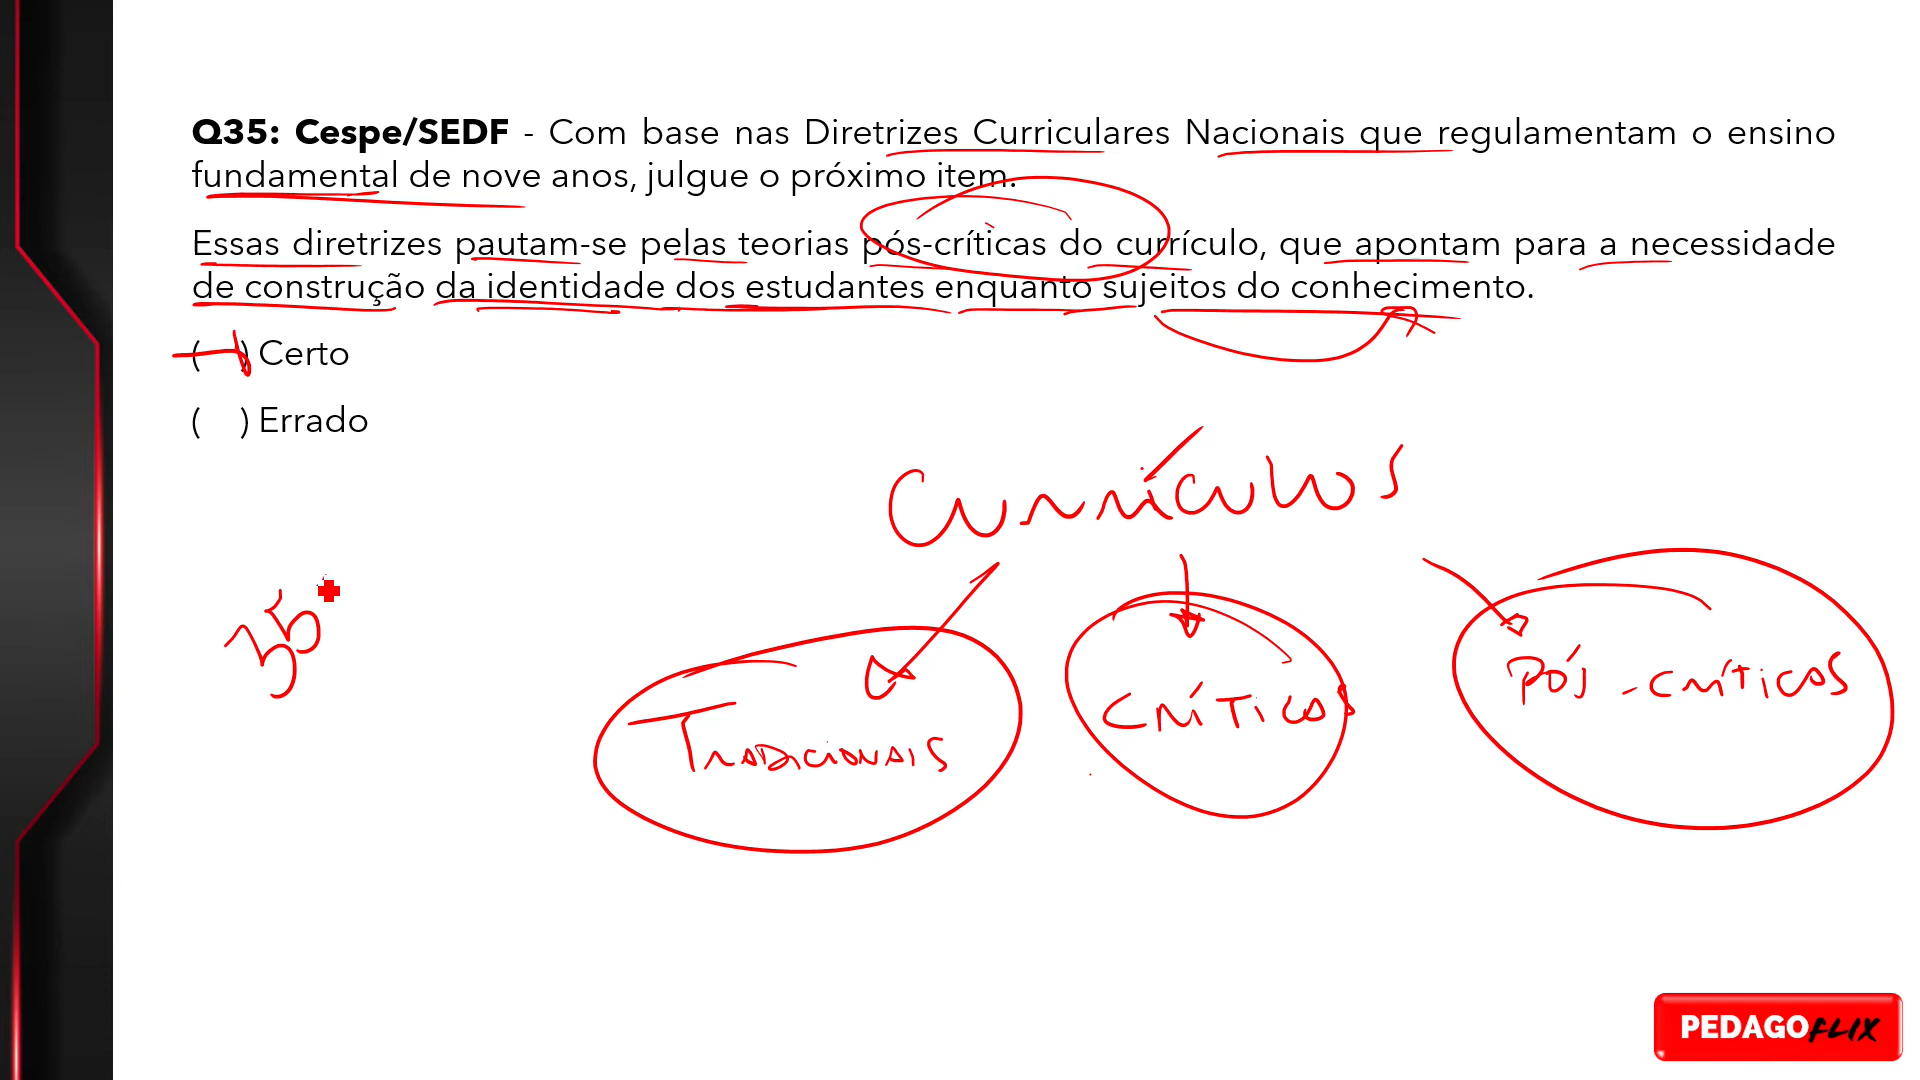 Q35: Cespe/SEDF - Com base nas Diretrizes Curriculares Nacionais que regulamentam o ensino
fundamental de nove anos, julgue o próximo item.
Essas diretrizes pautam-se pelas teorias pós-críticas do currículo, que apontam para a necessidade
de construção da identidade dos estudantes enquanto sujeitos do conhecimento.
( ) Certo
( ) Errado
Currículos
35
Tradicionais
Críticos
Pós-críticos
PEDAGOFLIX